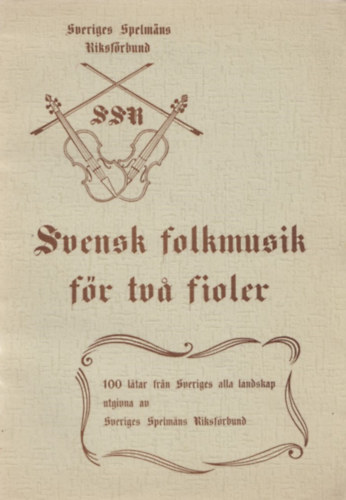 Sveriges Spelmäns
Riksförbund
SSR
Svensk folkmusik
för två fioler
100 låtar från Sveriges alla landskap
utgivna av
Sveriges Spelmäns Riksförbund